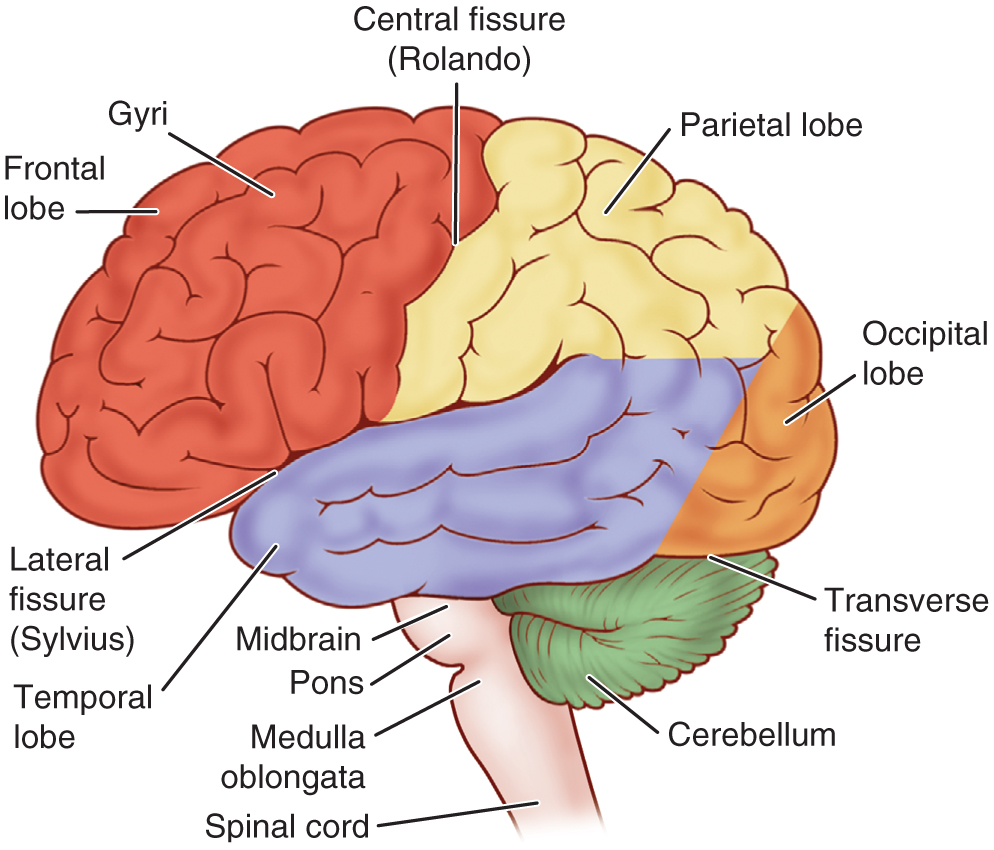 Central fissure
(Rolando)
Gyri
Parietal lobe
Frontal
lobe
Occipital
lobe
Lateral
fissure
(Sylvius)
Transverse
fissure
Midbrain
Pons
Temporal
lobe
Medulla
oblongata
Cerebellum
Spinal cord